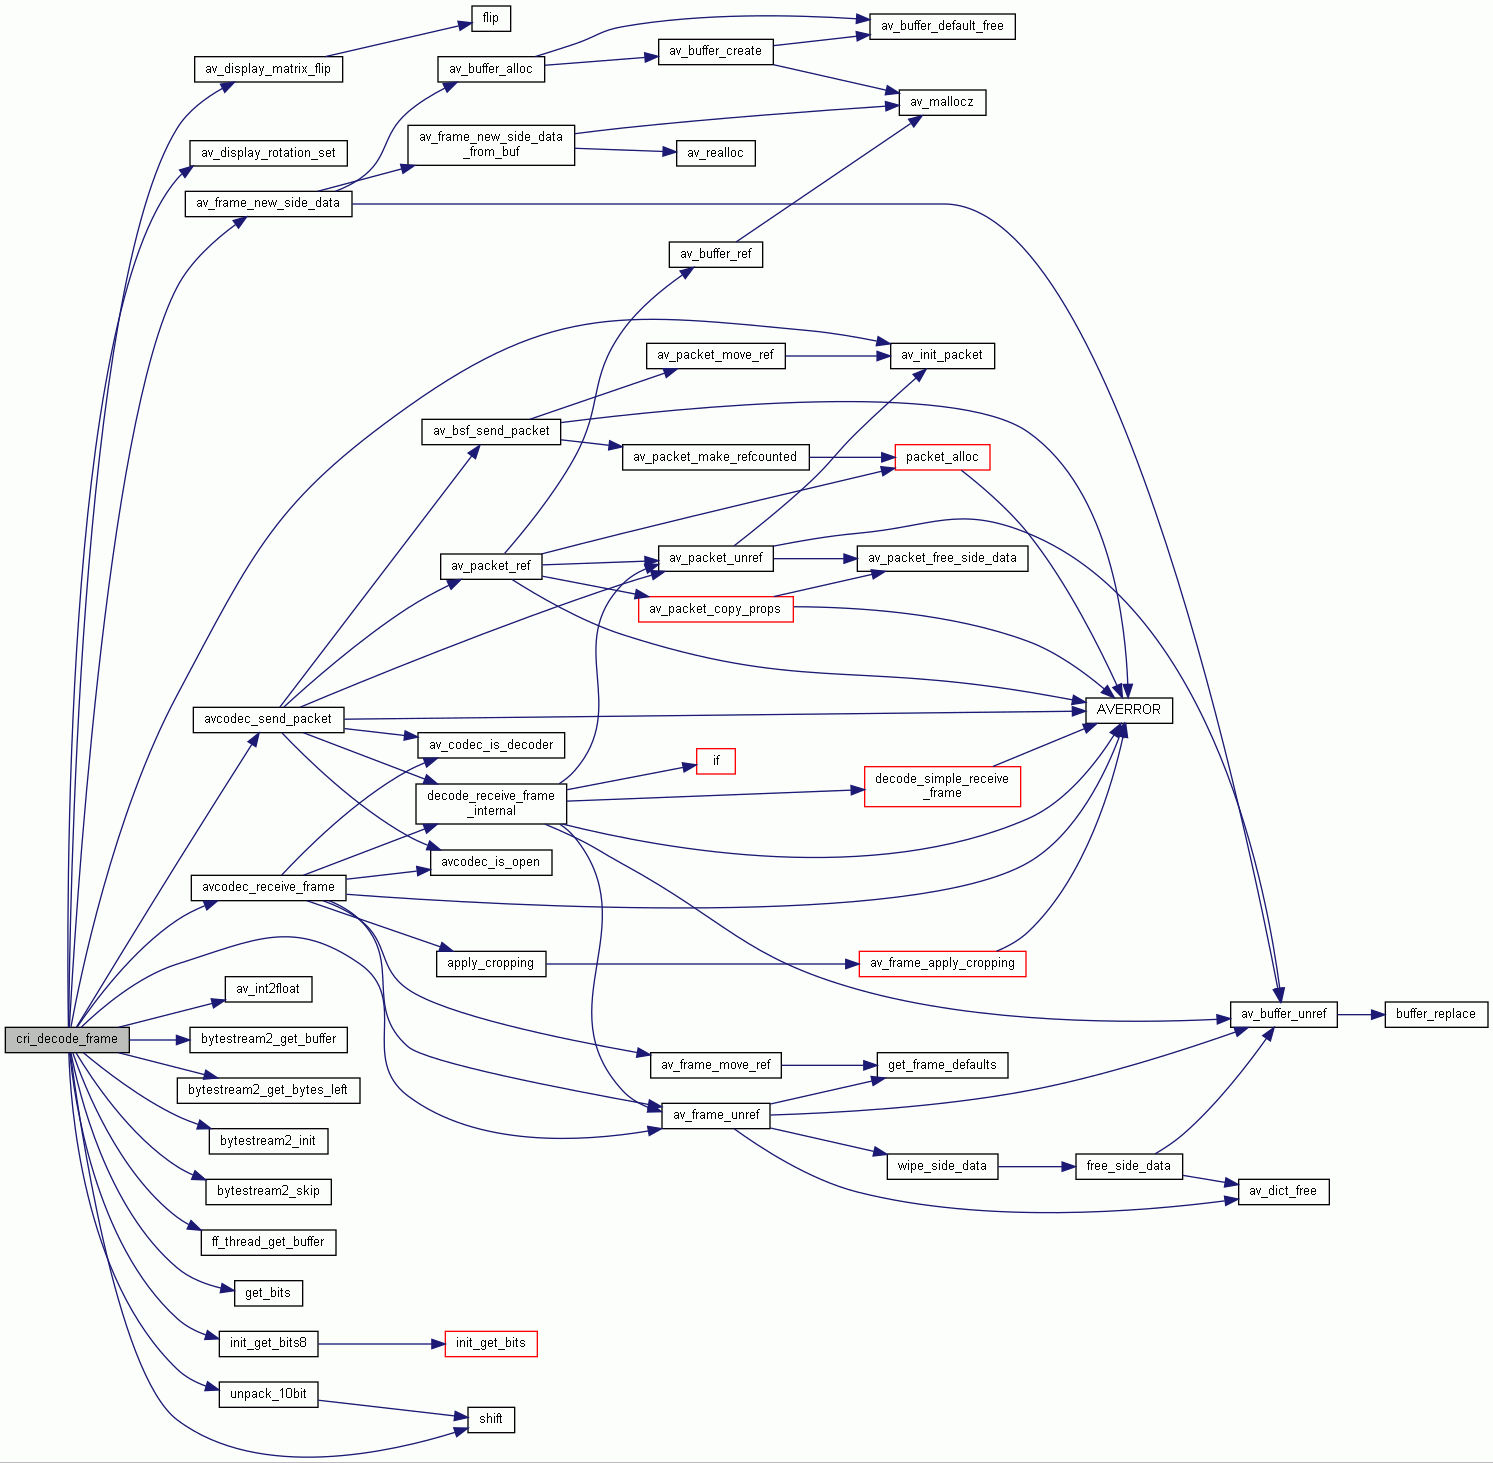 flip
av_buffer_default_free
av_display_matrix_flip
av_buffer_alloc
av_buffer_create
av_mallocz
av_frame_new_side_data
_from_buf
av_realloc
av_display_rotation_set
av_frame_new_side_data
av_buffer_ref
av_packet_move_ref
av_init_packet
av_bsf_send_packet
av_packet_make_refcounted
packet_alloc
av_packet_ref
av_packet_unref
av_packet_free_side_data
av_packet_copy_props
avcodec_send_packet
AVERROR
av_codec_is_decoder
if
decode_receive_frame
_internal
decode_simple_receive
_frame
avcodec_is_open
avcodec_receive_frame
apply_cropping
av_frame_apply_cropping
av_int2float
av_buffer_unref
buffer_replace
cri_decode_frame
bytestream2_get_buffer
av_frame_move_ref
get_frame_defaults
bytestream2_get_bytes_left
av_frame_unref
bytestream2_init
wipe_side_data
free_side_data
bytestream2_skip
av_dict_free
ff_thread_get_buffer
get_bits
init_get_bits8
init_get_bits
unpack_10bit
shift